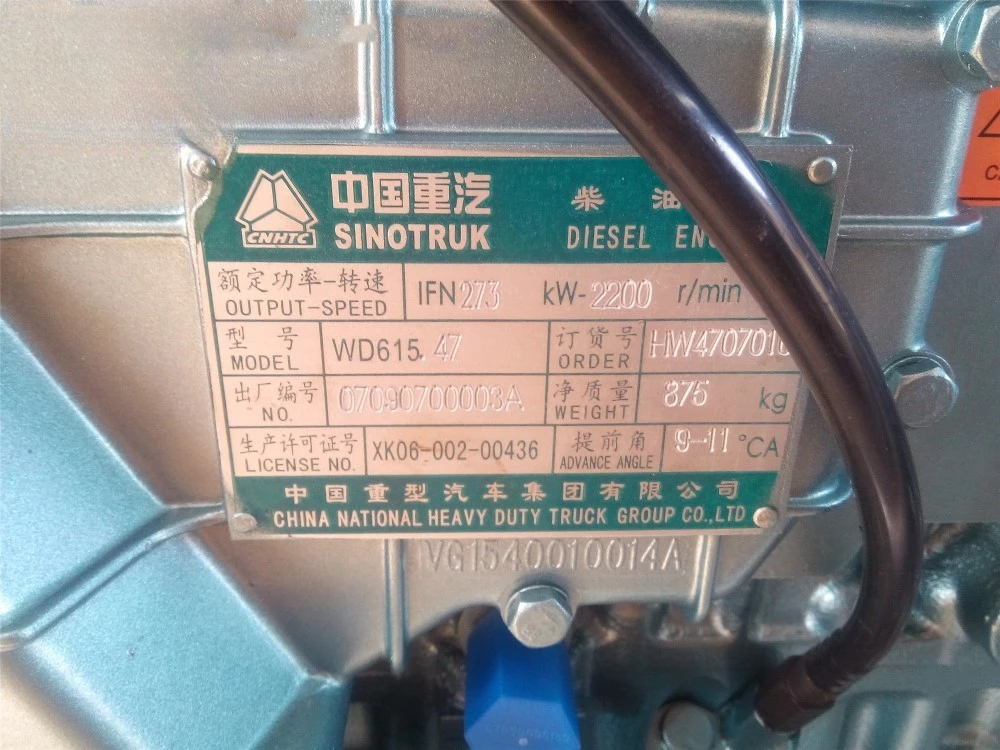 中国重汽 柴 油
CNHTC SINOTRUK DIESEL
额定功率-转速 IFN273 kW-2200 r/min
OUTPUT-SPEED
型 号 WD615.47 订货号
MODEL ORDER
出厂编号 07090700003A 净质量 875 kg
NO. WEIGHT
生产许可证号 XK06-002-00436 提前角 9-11 °CA
LICENSE NO. ADVANCE ANGLE
中国重型汽车集团有限公司
CHINA NATIONAL HEAVY DUTY TRUCK GROUP CO.,LTD
VG1540010014A